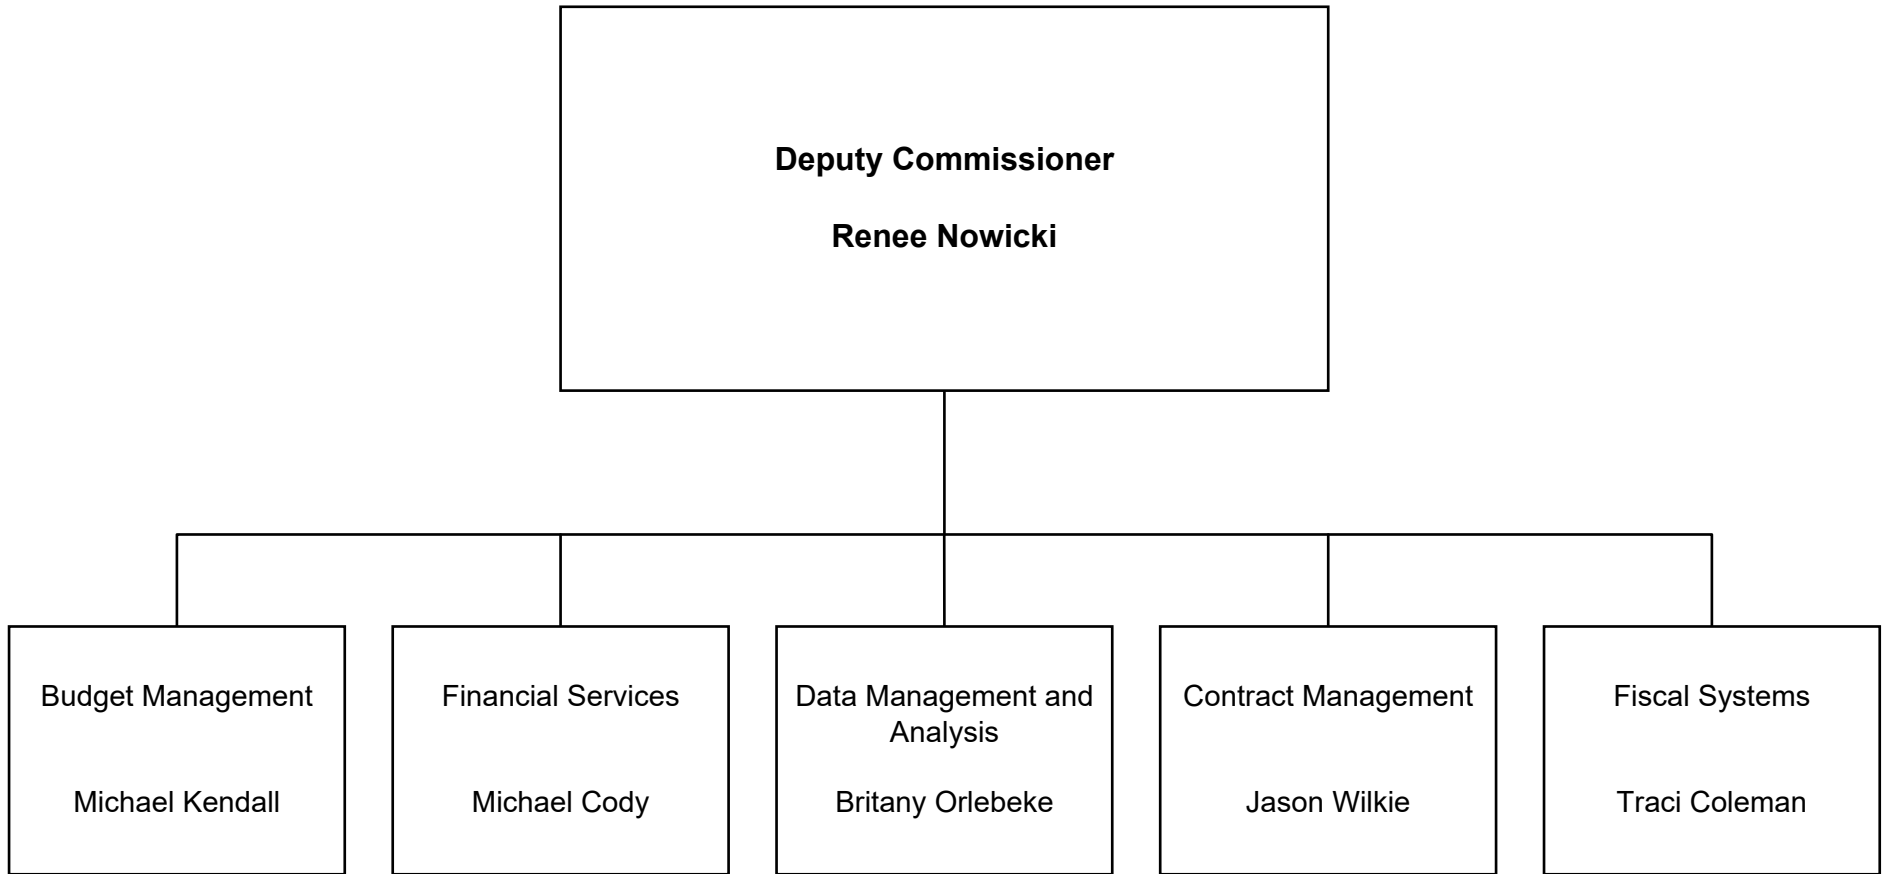 Deputy Commissioner
Renee Nowicki
Budget Management
Michael Kendall
Financial Services
Michael Cody
Data Management and
Analysis
Britany Orlebeke
Contract Management
Jason Wilkie
Fiscal Systems
Traci Coleman